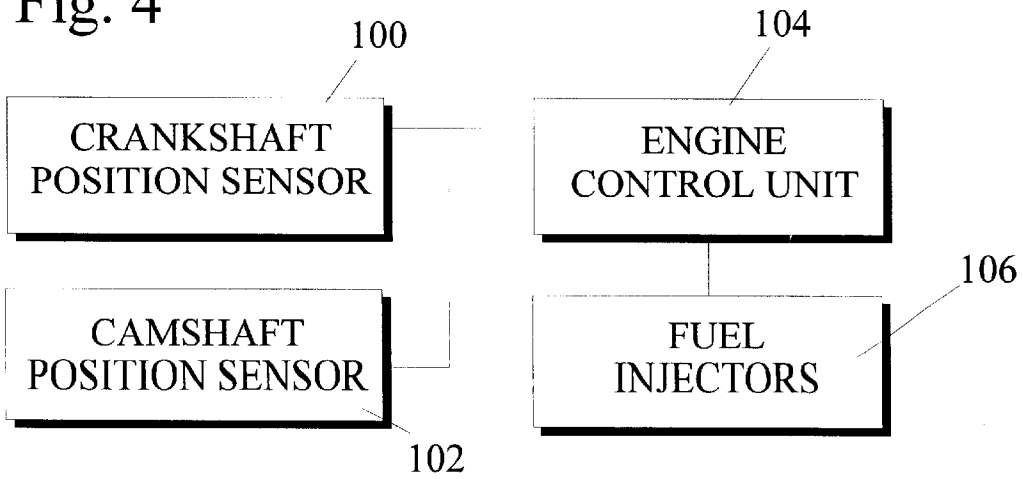 Fig. 4
100
CRANKSHAFT
POSITION SENSOR
104
ENGINE
CONTROL UNIT
CAMSHAFT
POSITION SENSOR
102
106
FUEL
INJECTORS